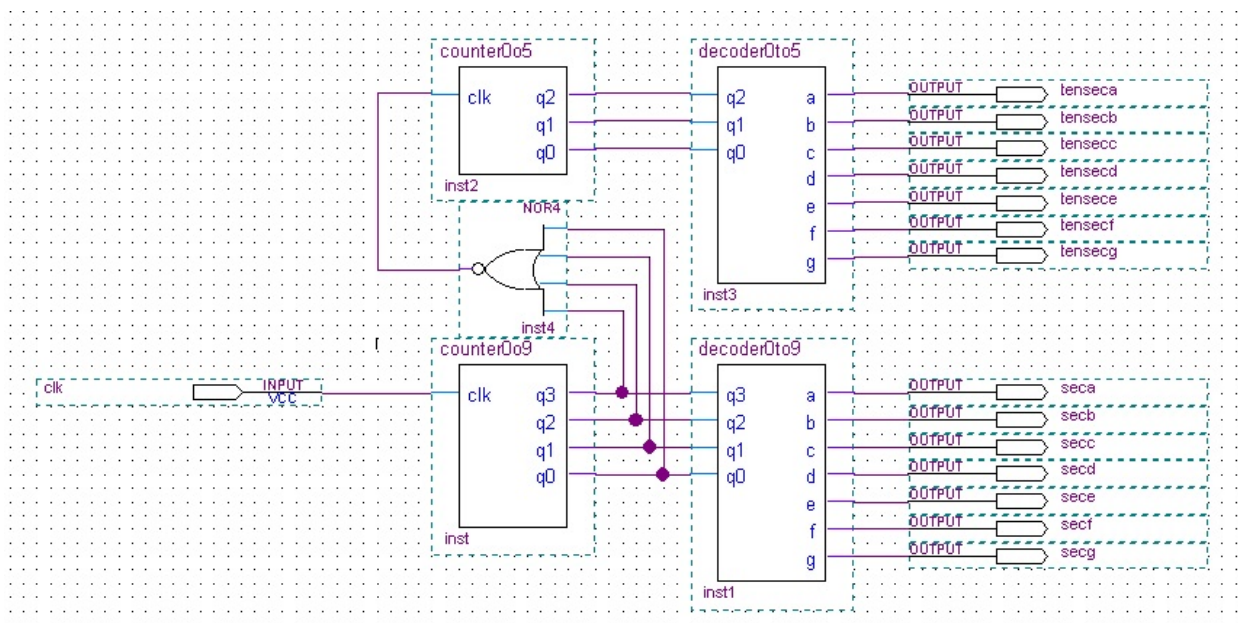 counter0o5
decoder0to5
clk q2
q1
q0
inst2
q2 a
q1 b
q0 c
d
e
f
g
inst3
OUTPUT tenseca
OUTPUT tensecb
OUTPUT tensecc
OUTPUT tensecd
OUTPUT tensece
OUTPUT tensecf
OUTPUT tensecg
NOR4
inst4
clk
INPUT
VCC
counter0o9
clk q3
q2
q1
q0
inst
decoder0to9
q3 a
q2 b
q1 c
q0 d
e
f
g
inst1
OUTPUT seca
OUTPUT secb
OUTPUT secc
OUTPUT secd
OUTPUT sece
OUTPUT secf
OUTPUT secg